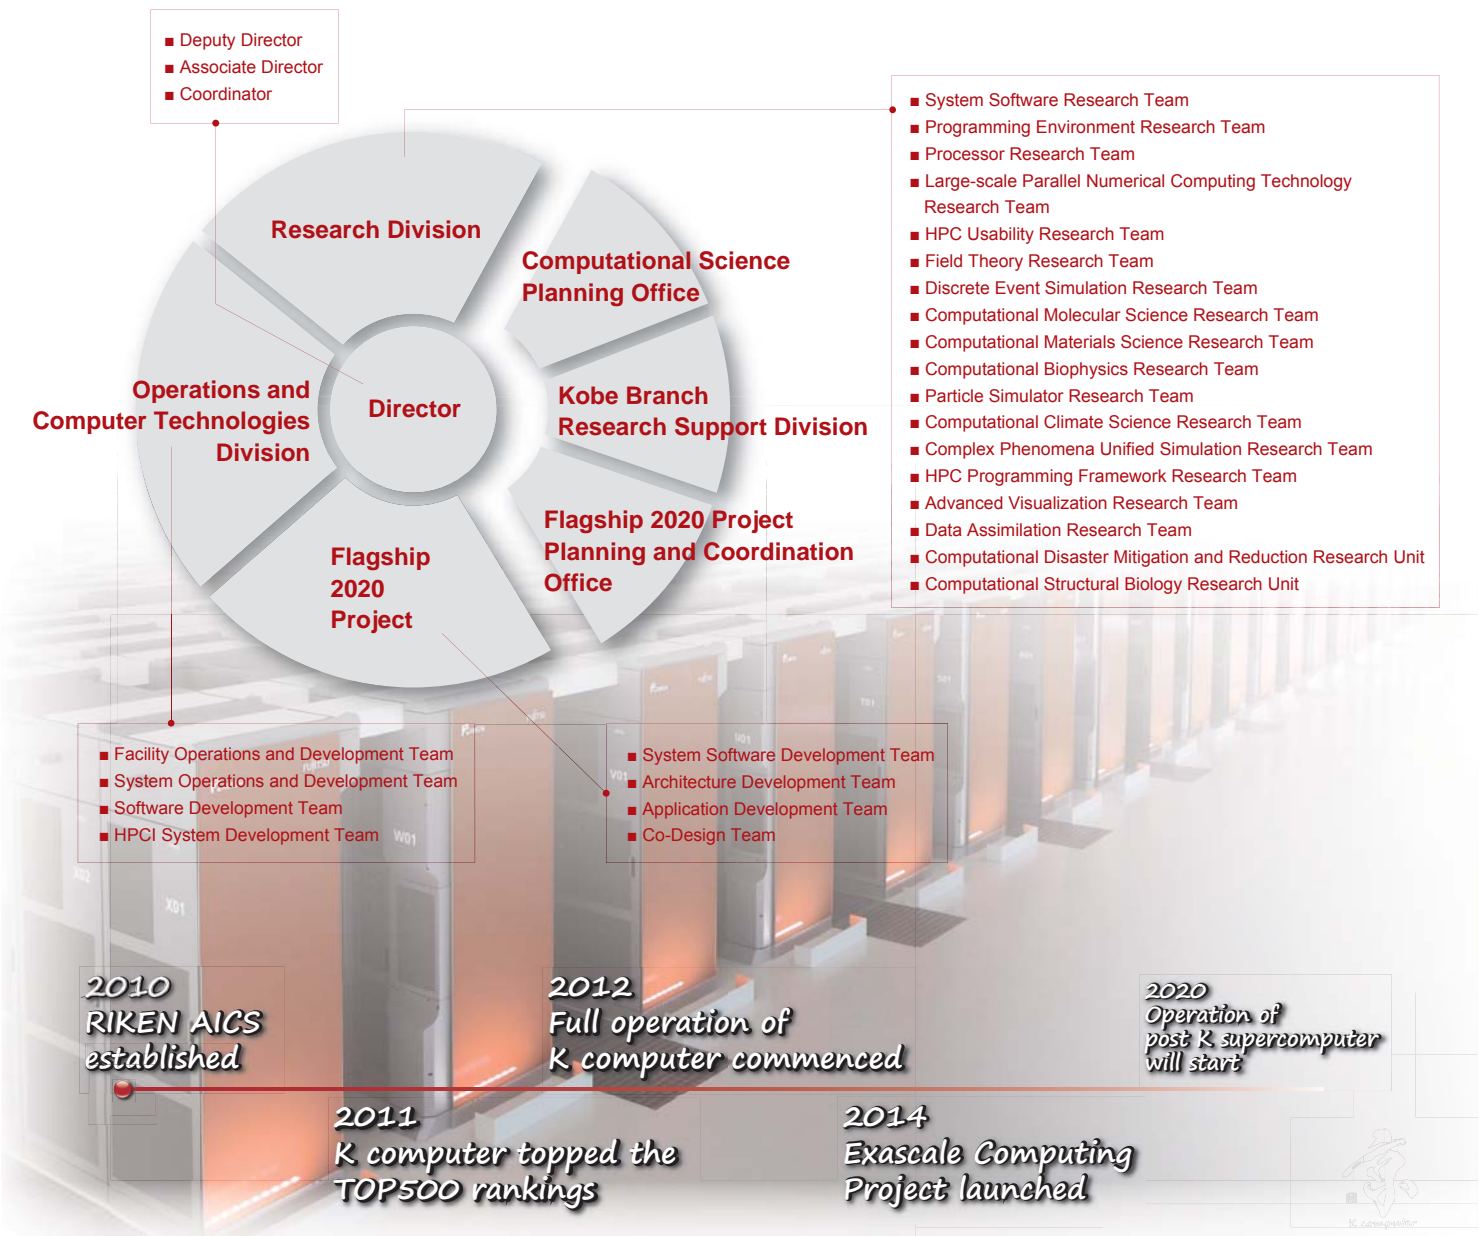 ■ Deputy Director
■ Associate Director
■ Coordinator
Research Division
Computational Science
Planning Office
Operations and
Computer Technologies
Division
Director
Kobe Branch
Research Support Division
Flagship 2020 Project
Planning and Coordination
Office
Flagship
2020
Project
■ System Software Research Team
■ Programming Environment Research Team
■ Processor Research Team
■ Large-scale Parallel Numerical Computing Technology
Research Team
■ HPC Usability Research Team
■ Field Theory Research Team
■ Discrete Event Simulation Research Team
■ Computational Molecular Science Research Team
■ Computational Materials Science Research Team
■ Computational Biophysics Research Team
■ Particle Simulator Research Team
■ Computational Climate Science Research Team
■ Complex Phenomena Unified Simulation Research Team
■ HPC Programming Framework Research Team
■ Advanced Visualization Research Team
■ Data Assimilation Research Team
■ Computational Disaster Mitigation and Reduction Research Unit
■ Computational Structural Biology Research Unit
■ Facility Operations and Development Team
■ System Operations and Development Team
■ Software Development Team
■ HPCI System Development Team
■ System Software Development Team
■ Architecture Development Team
■ Application Development Team
■ Co-Design Team
U01
V01
W01
X02
X01
2010
RIKEN AICS
established
2012
Full operation of
K computer commenced
2020
Operation of
post K supercomputer
will start
2011
K computer topped the
TOP500 rankings
2014
Exascale Computing
Project launched
K computer